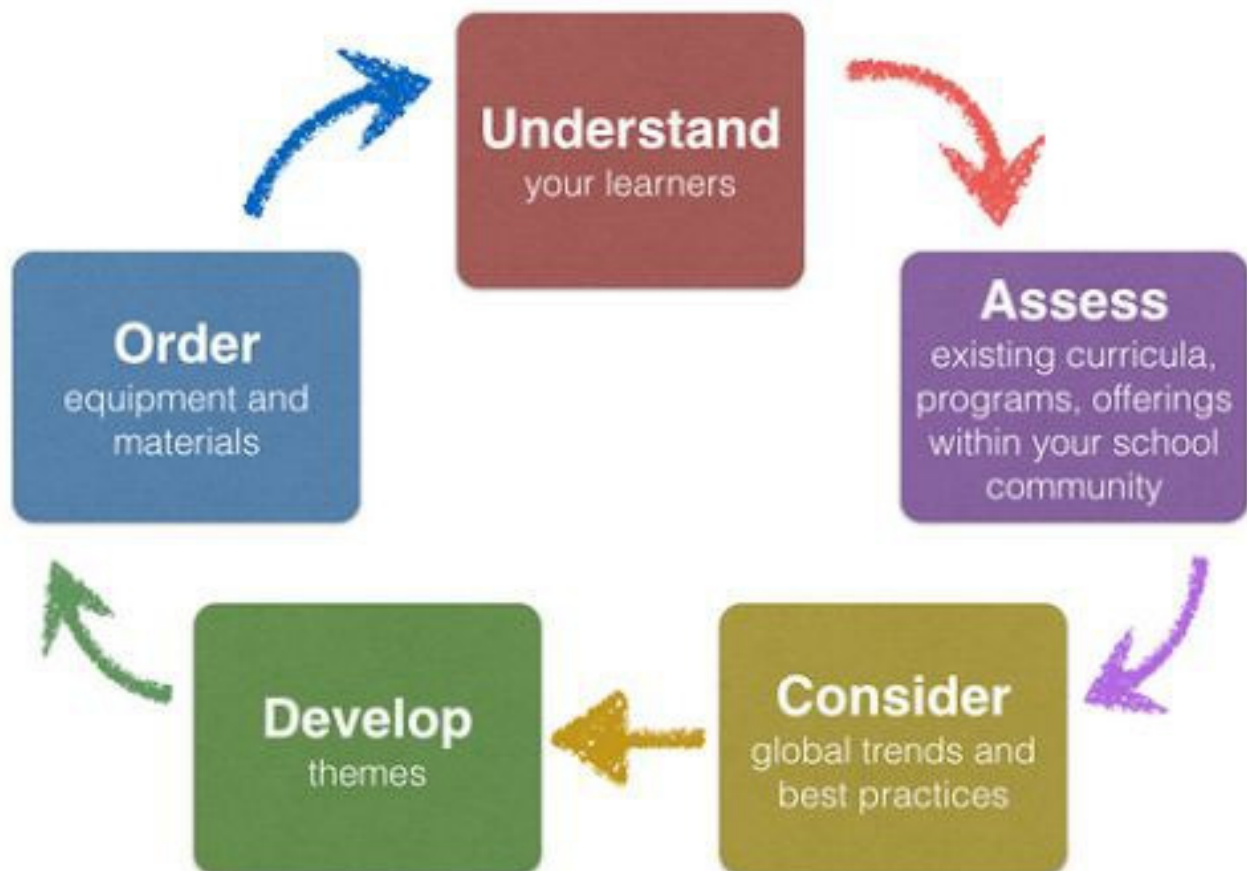 Understand
your learners
Assess
existing curricula,
programs, offerings
within your school
community
Consider
global trends and
best practices
Develop
themes
Order
equipment and
materials